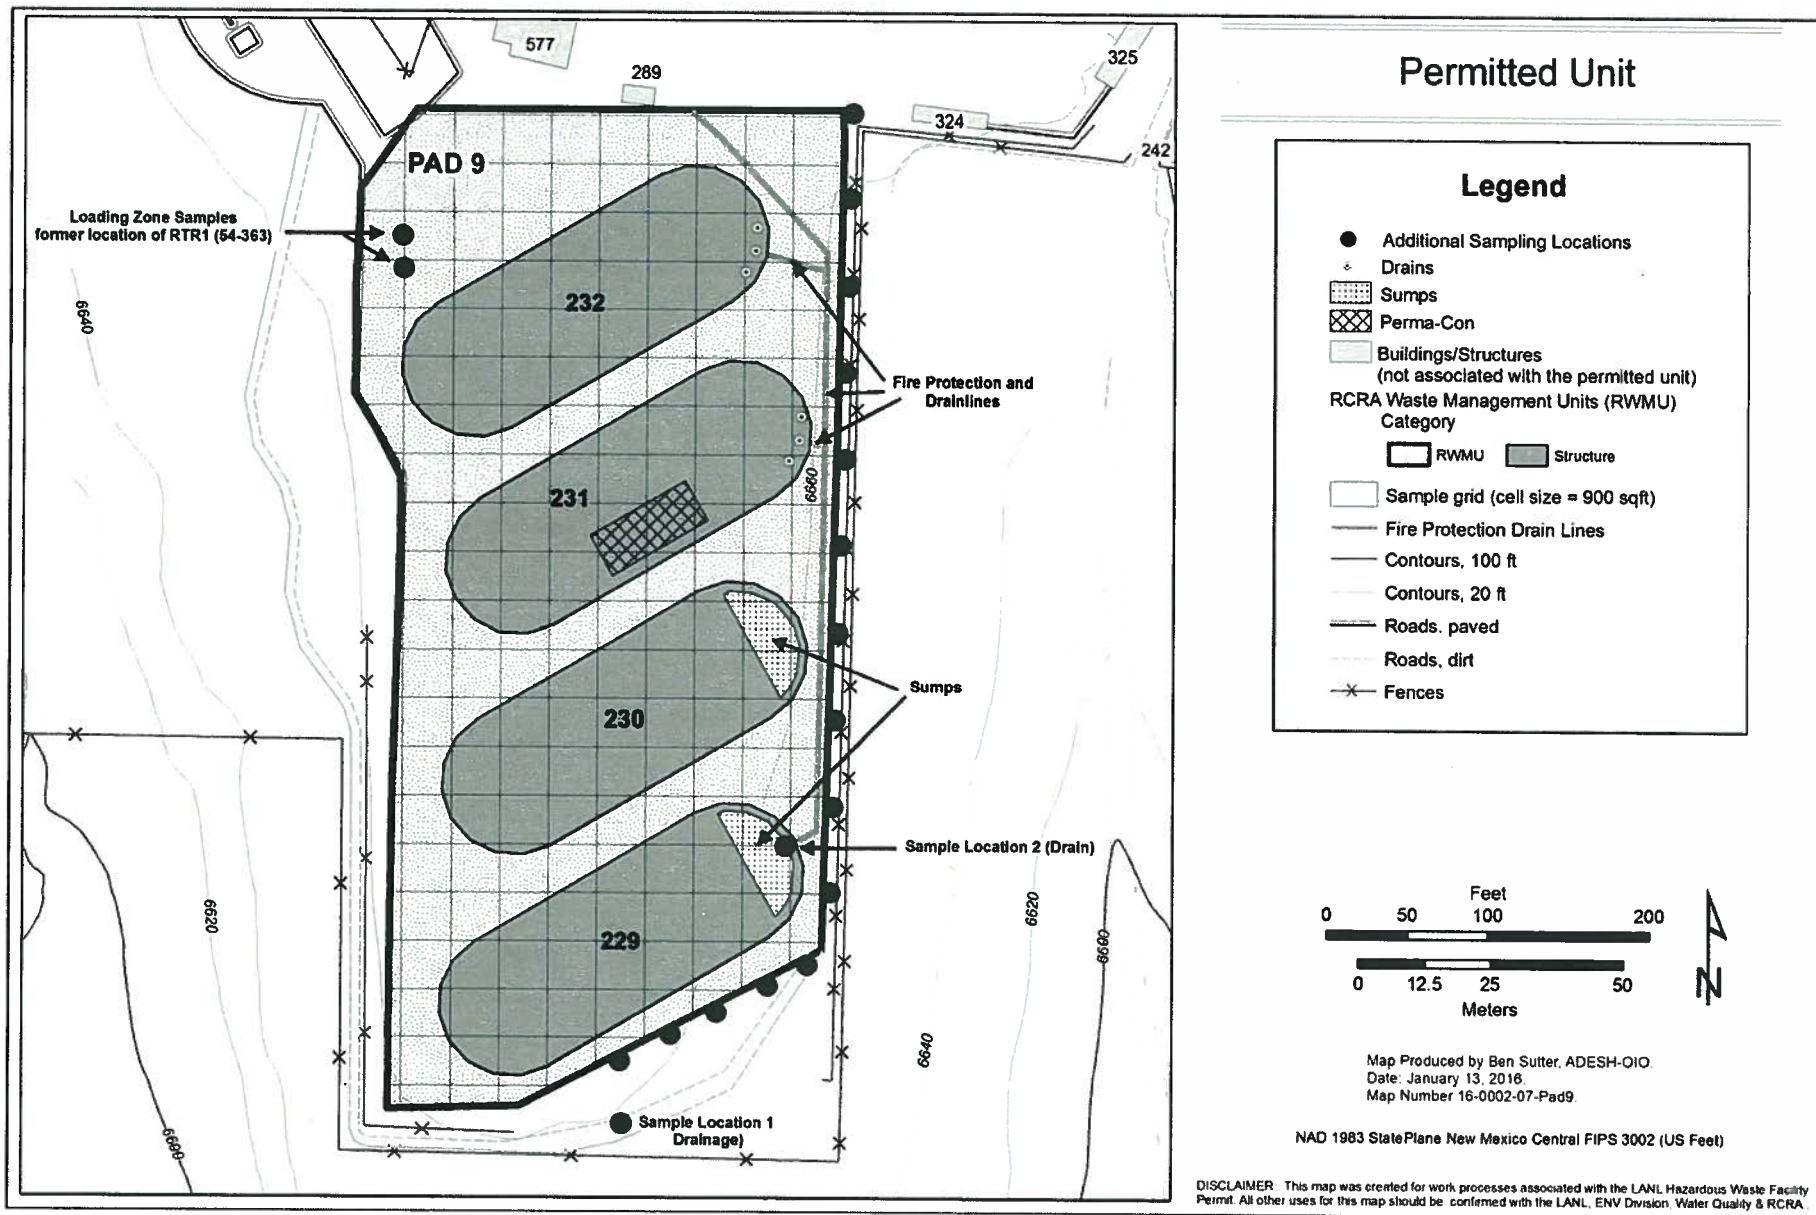 577
289
325
324
242
PAD 9
Loading Zone Samples
former location of RTR1 (54-363)
6640
232
Fire Protection and
Drainlines
231
6660
Sumps
230
Sample Location 2 (Drain)
229
6620
6620
6600
6640
6600
Sample Location 1
Drainage)
Permitted Unit
Legend
Additional Sampling Locations
Drains
Sumps
Perma-Con
Buildings/Structures
(not associated with the permitted unit)
RCRA Waste Management Units (RWMU)
Category
RWMU Structure
Sample grid (cell size = 900 sqft)
Fire Protection Drain Lines
Contours, 100 ft
Contours, 20 ft
Roads. paved
Roads, dirt
Fences
Feet
0 50 100 200
0 12.5 25 50
Meters
N
Map Produced by Ben Sutter, ADESH-OIO.
Date: January 13, 2016.
Map Number 16-0002-07-Pad9.
NAD 1983 StatePlane New Mexico Central FIPS 3002 (US Feet)
DISCLAIMER: This map was created for work processes associated with the LANL Hazardous Waste Facility
Permit. All other uses for this map should be confirmed with the LANL, ENV Division, Water Quality & RCRA.